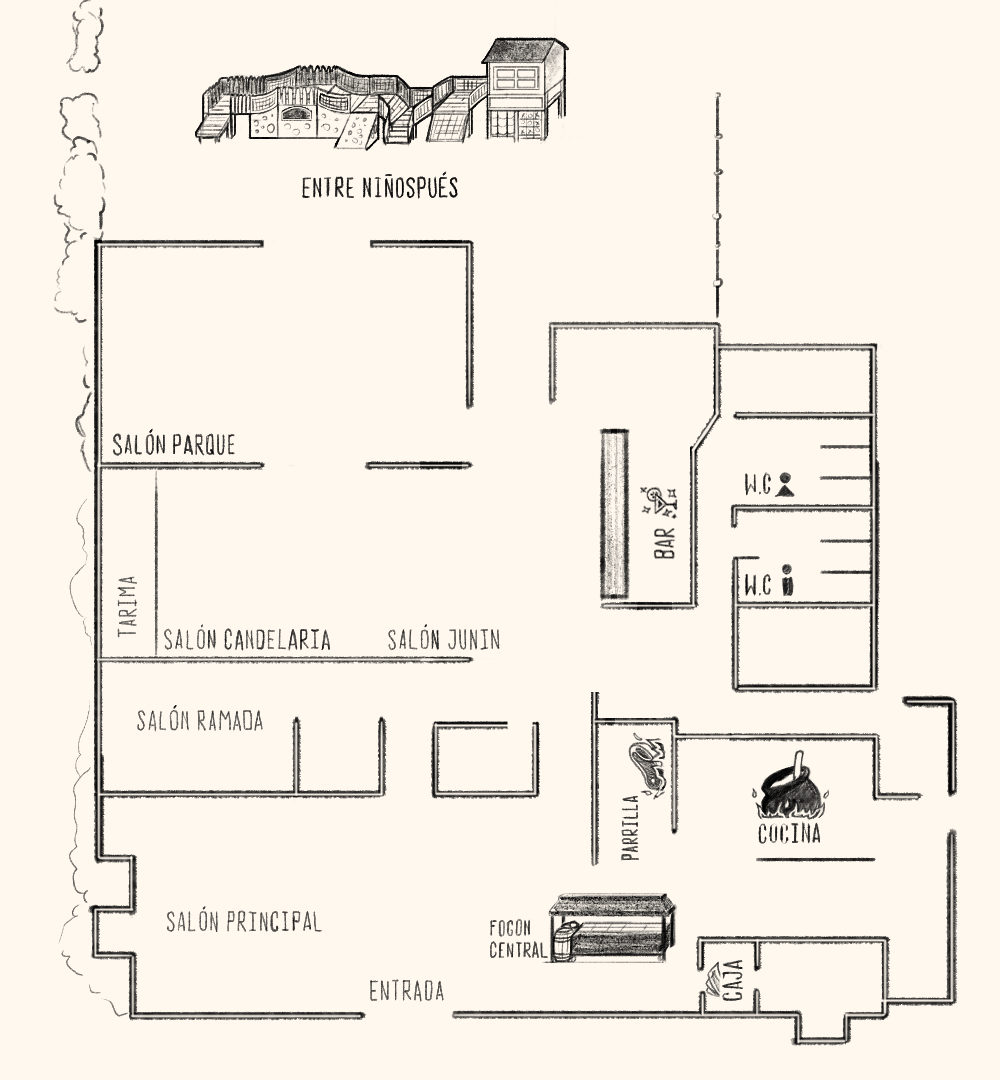 ENTRE NIÑOSPUÉS
SALÓN PARQUE
W.C
BAR
W.C
TARIMA
SALÓN CANDELARIA
SALÓN JUNIN
SALÓN RAMADA
PARRILLA
COCINA
SALÓN PRINCIPAL
FOGON
CENTRAL
CAJA
ENTRADA